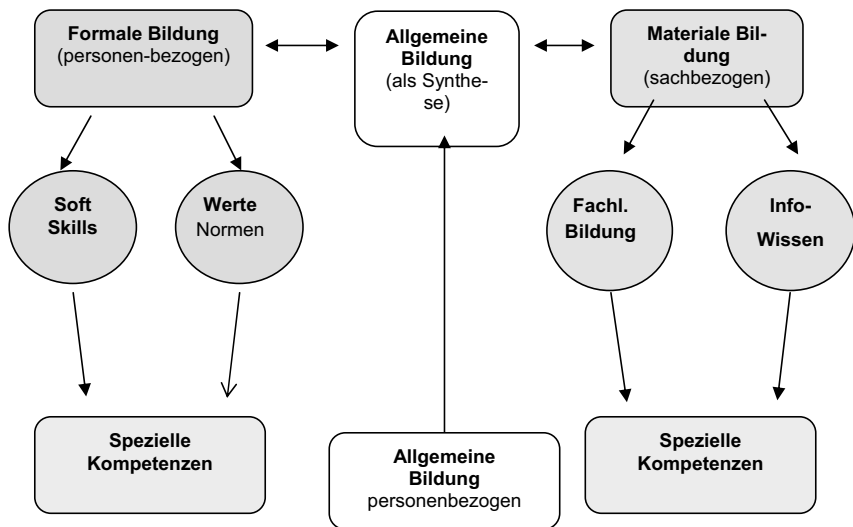 Formale Bildung
(personen-bezogen)
Allgemeine
Bildung
(als Synthe-
se)
Materiale Bil-
dung
(sachbezogen)
Soft
Skills
Werte
Normen
Fachl.
Bildung
Info-
Wissen
Spezielle
Kompetenzen
Allgemeine
Bildung
personenbezogen
Spezielle
Kompetenzen